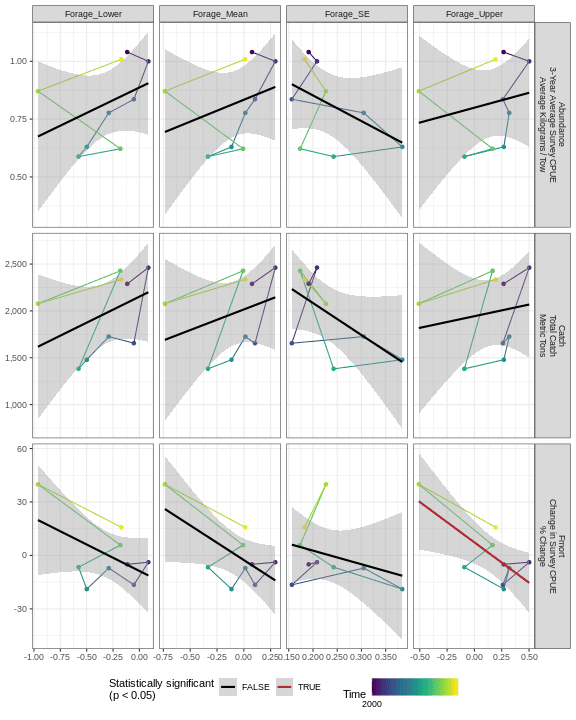 Forage_Lower Forage_Mean Forage_SE Forage_Upper
1.00
0.75
0.50
Abundance
3-Year Average Survey CPUE
Average Kilograms / Tow
2,500
2,000
1,500
1,000
Catch
Total Catch
Metric Tons
60
30
0
-30
Fmort
Change in Survey CPUE
% Change
-1.00 -0.75 -0.50 -0.25 0.00 -0.75 -0.50 -0.25 0.00 0.25 0.150 0.200 0.250 0.300 0.350 -0.50 -0.25 0.00 0.25 0.50
Statistically significant
(p < 0.05)
FALSE TRUE
Time
2000